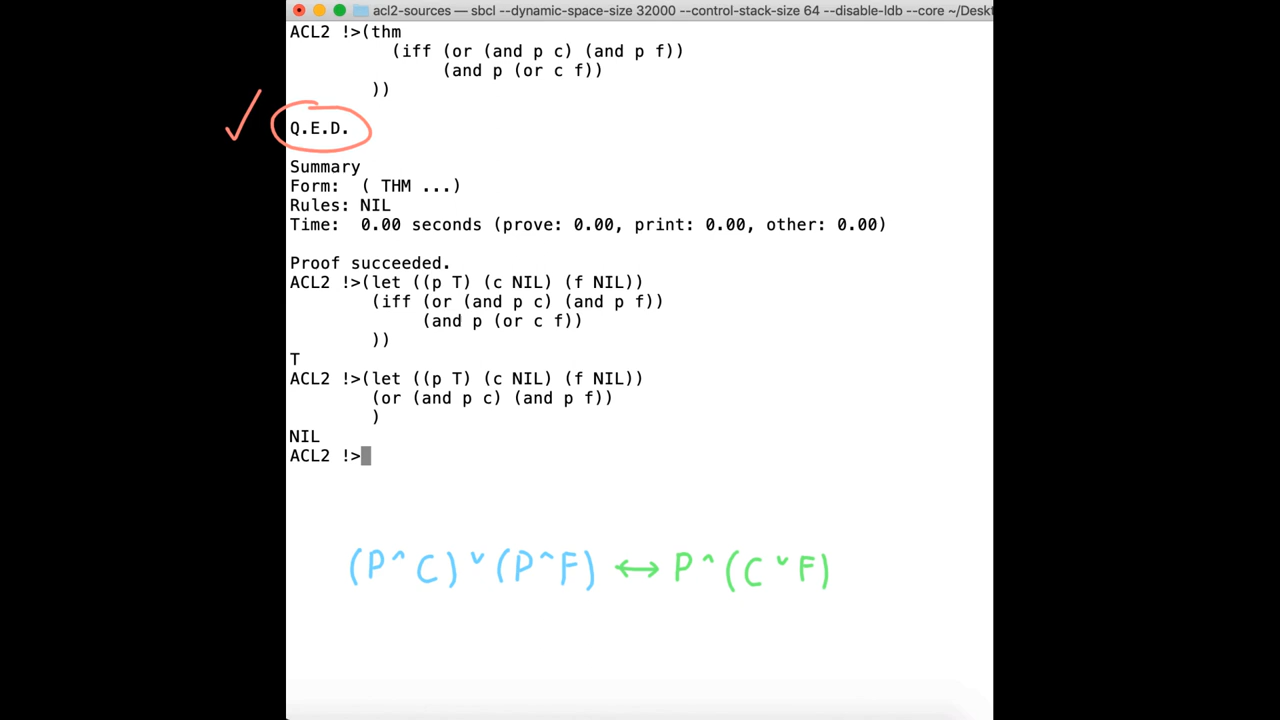 acl2-sources — sbcl --dynamic-space-size 32000 --control-stack-size 64 --disable-ldb --core ~/Deskt
ACL2 !>(thm
(iff (or (and p c) (and p f))
(and p (or c f))
))
Q.E.D.
Summary
Form:  ( THM ...)
Rules: NIL
Time:  0.00 seconds (prove: 0.00, print: 0.00, other: 0.00)
Proof succeeded.
ACL2 !>(let ((p T) (c NIL) (f NIL))
(iff (or (and p c) (and p f))
(and p (or c f))
))
T
ACL2 !>(let ((p T) (c NIL) (f NIL))
(or (and p c) (and p f))
)
NIL
ACL2 !>
(P^C)˅(P^F) ↔ P^(C˅F)